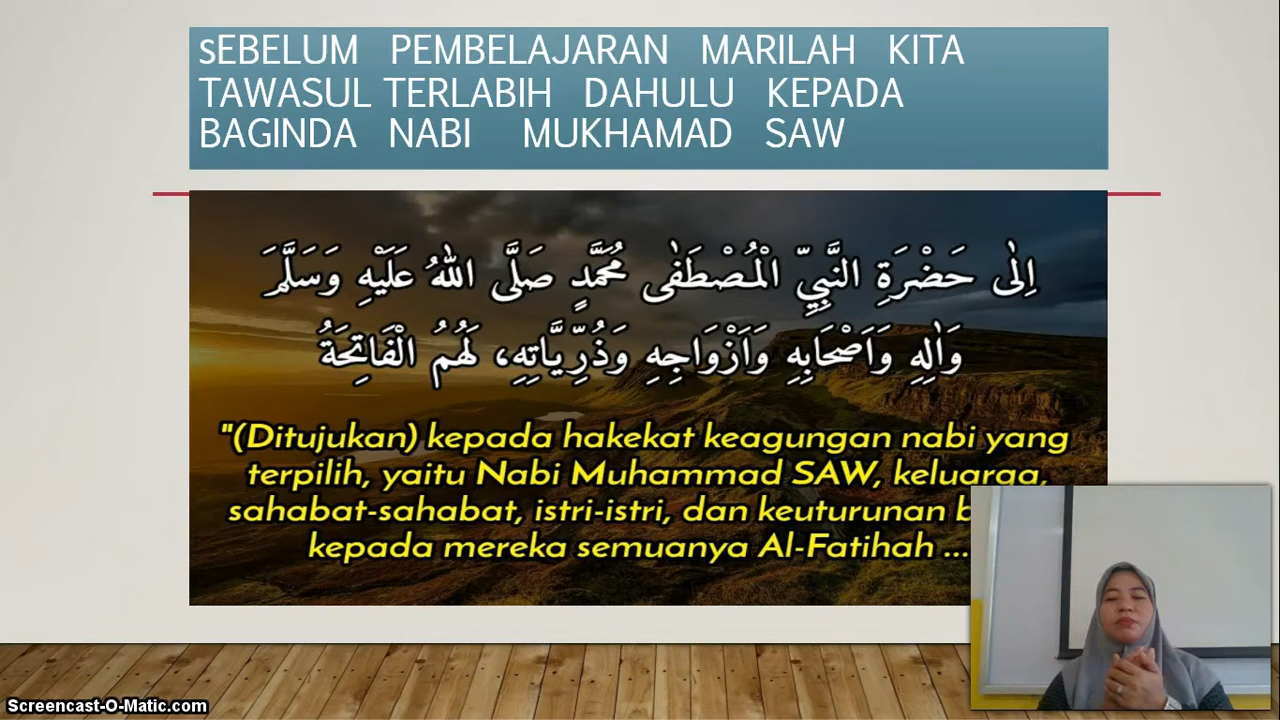 sEBELUM PEMBELAJARAN MARILAH KITA
TAWASUL TERLABIH DAHULU KEPADA
BAGINDA NABI MUKHAMAD SAW
اِلٰى حَضْرَةِ النَّبِيِّ الْمُصْطَفٰى مُحَمَّدٍ صَلَّى اللهُ عَلَيْهِ وَسَلَّمَ
وَاٰلِهِ وَاَصْحَابِهِ وَاَزْوَاجِهِ وَذُرِّيَّاتِهِ، لَهُمُ الْفَاتِحَةُ
"(Ditujukan) kepada hakekat keagungan nabi yang
terpilih, yaitu Nabi Muhammad SAW, keluarga,
sahabat-sahabat, istri-istri, dan keuturunan
kepada mereka semuanya Al-Fatihah ...
Screencast-O-Matic.com